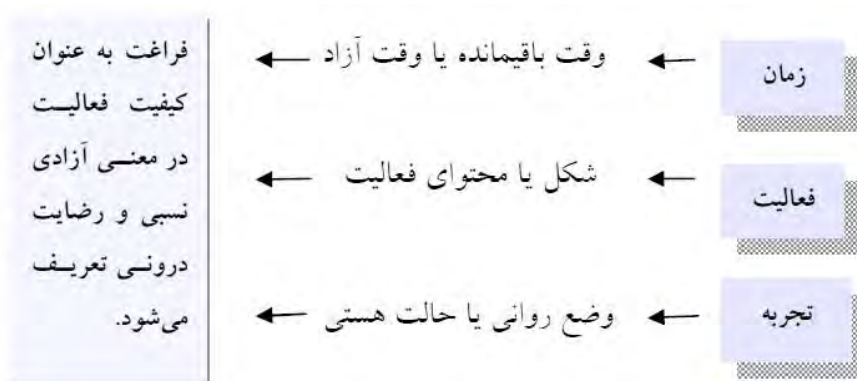 زمان
وقت باقیمانده یا وقت آزاد
فعالیت
شکل یا محتوای فعالیت
تجربه
وضع روانی یا حالت هستی
فراغت به عنوان
کیفیت فعالیت
در معنی آزادی
نسبی و رضایت
درونی تعریف
می‌شود.